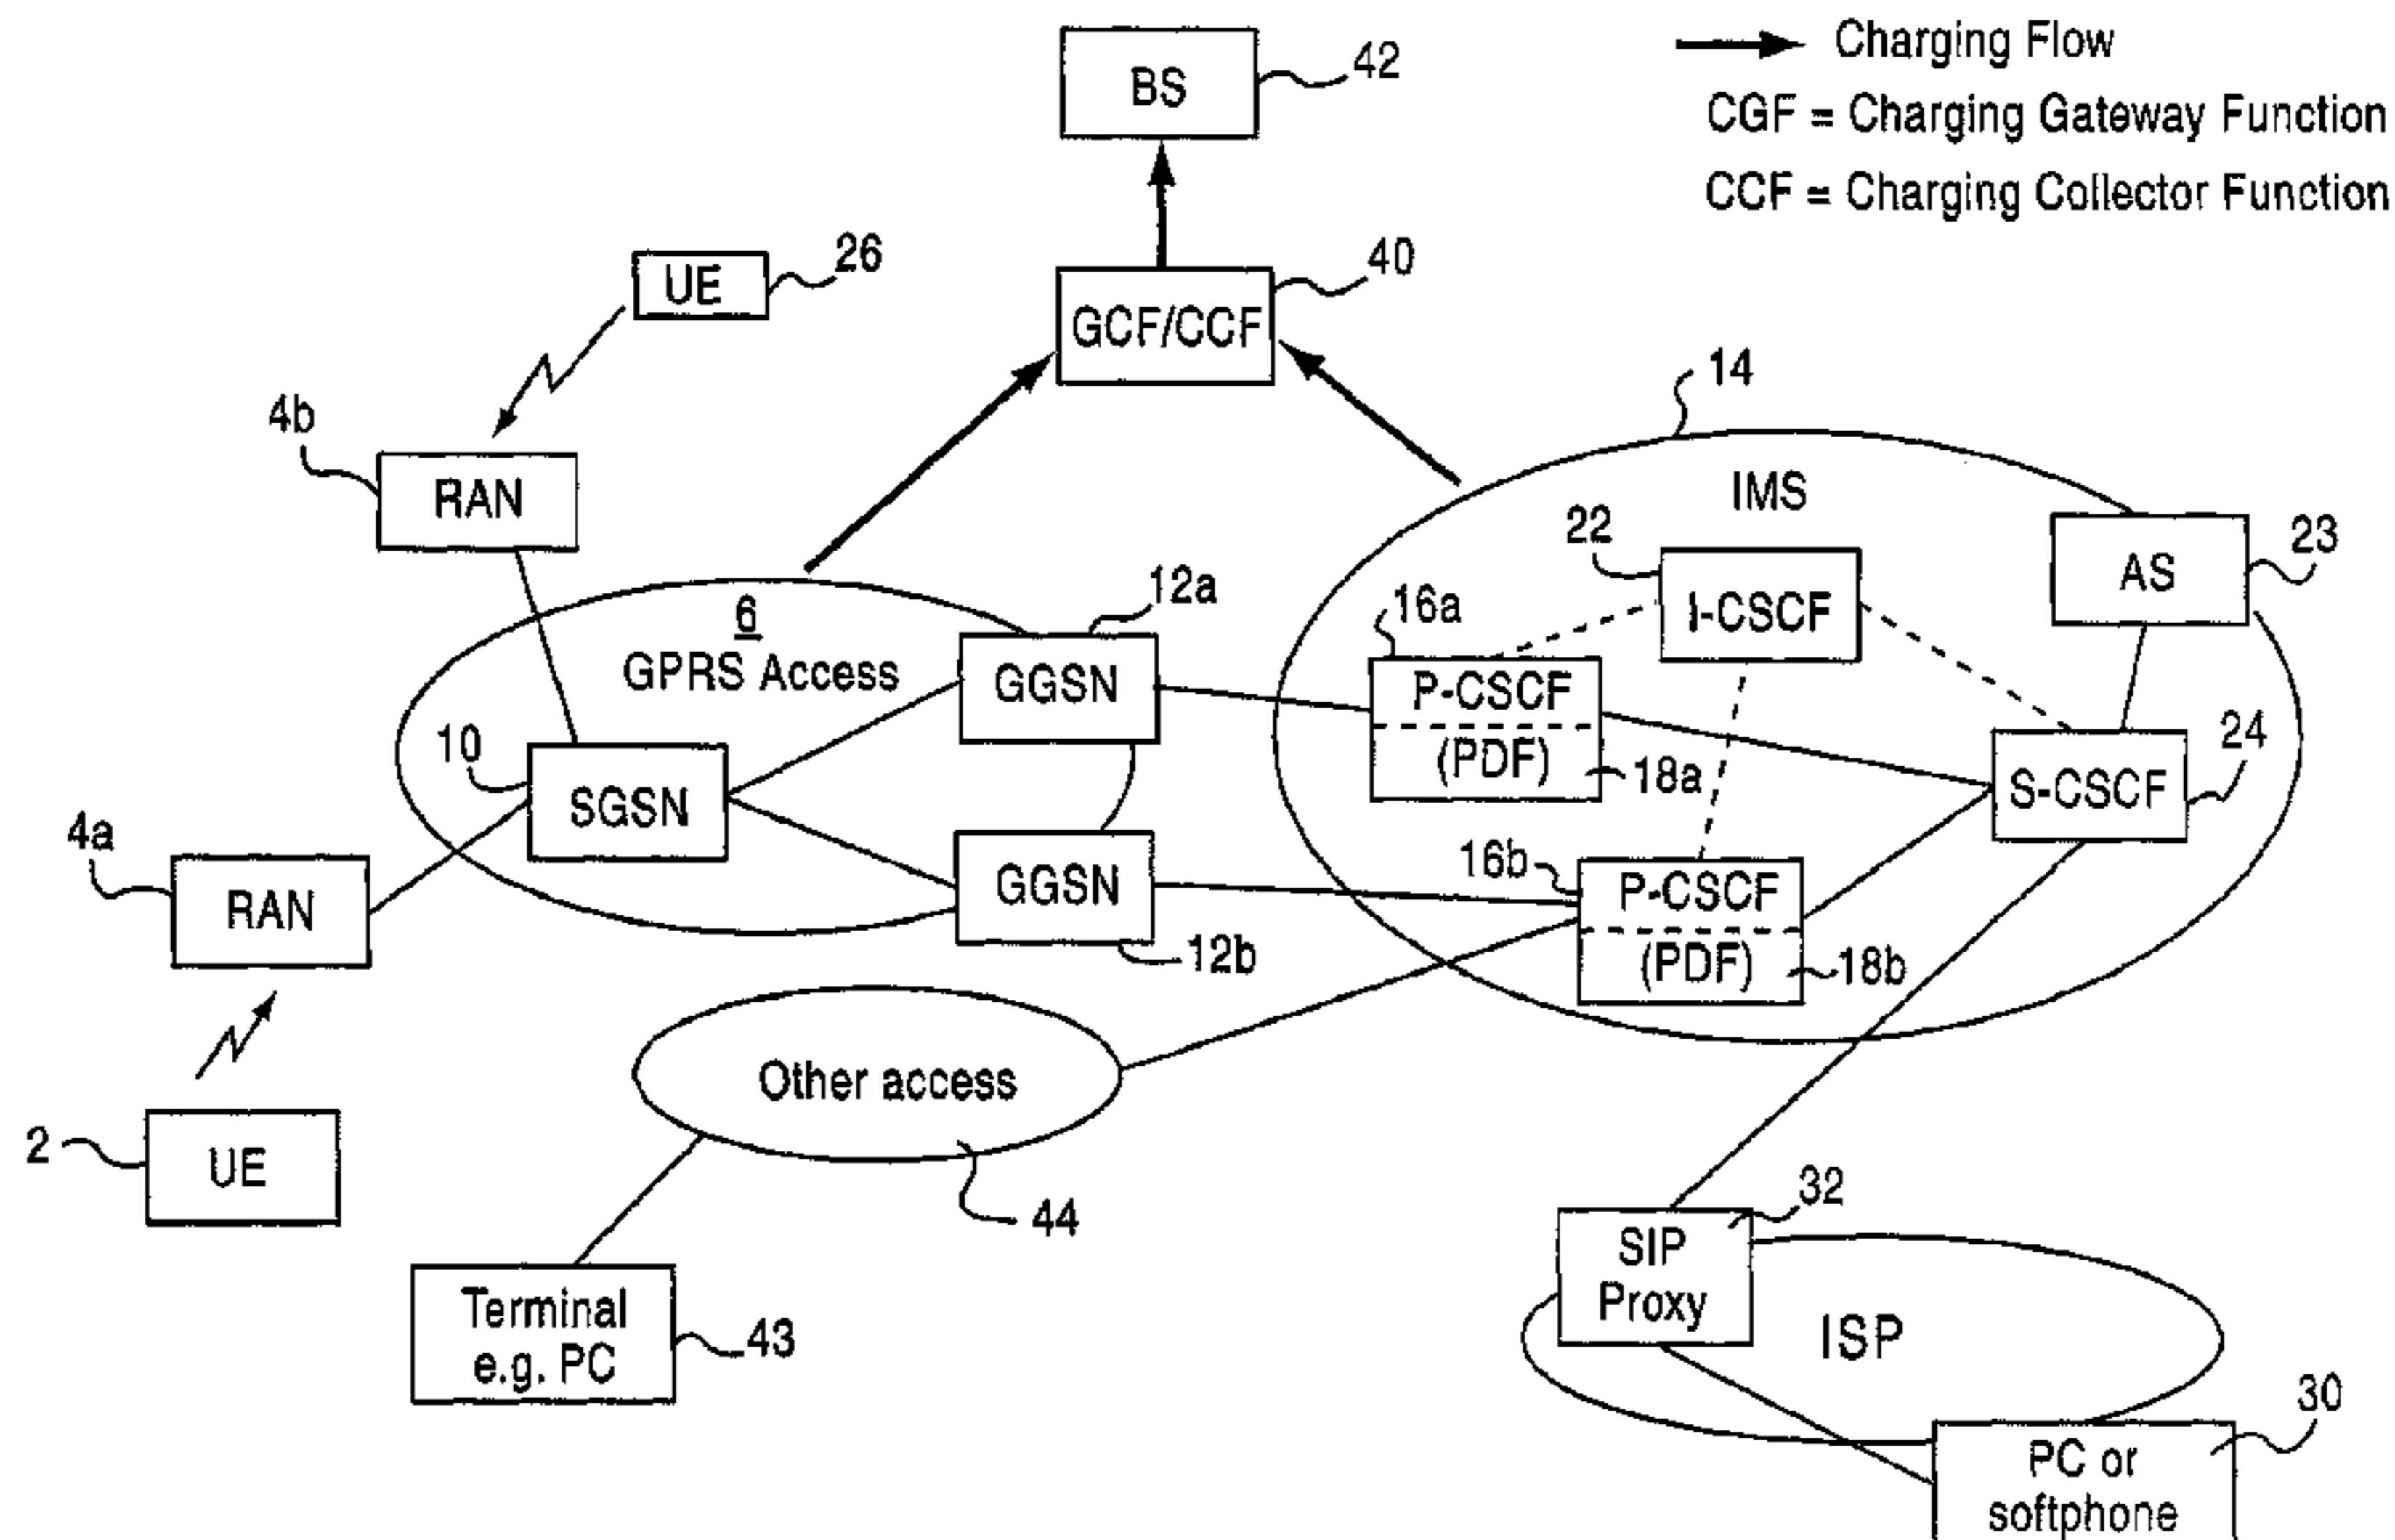 BS
42
Charging Flow
CGF = Charging Gateway Function
CCF = Charging Collector Function
UE
26
GCF/CCF
40
4b
RAN
14
IMS
6
GPRS Access
12a
GGSN
22
I-CSCF
AS
23
16a
P-CSCF
(PDF)
18a
10
SGSN
S-CSCF
24
4a
RAN
GGSN
12b
16b
P-CSCF
(PDF)
18b
2
UE
Other access
44
Terminal
e.g. PC
43
SIP
Proxy
32
ISP
30
PC or
softphone